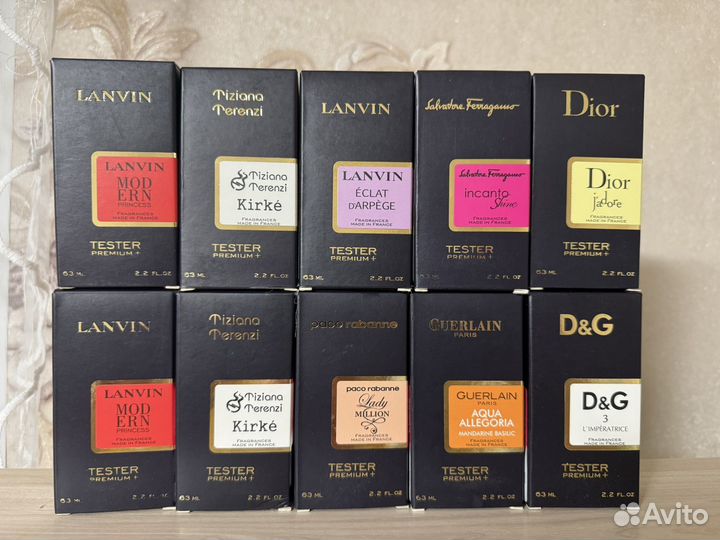 LANVIN
LANVIN
MOD
ERN
PRINCESS
FRAGRANCES
MADE IN FRANCE
TESTER
PREMIUM +
63 ML 2.2 FL.OZ
Tiziana
Terenzi
Tiziana
Terenzi
Kirké
FRAGRANCES
MADE IN FRANCE
TESTER
PREMIUM +
63 ML 2.2 FL.OZ
LANVIN
LANVIN
ÉCLAT
D'ARPÈGE
FRAGRANCES
MADE IN FRANCE
TESTER
PREMIUM +
63 ML 2.2 FL.OZ
Salvatore Ferragamo
Salvatore Ferragamo
incanto
Shine
FRAGRANCES
MADE IN FRANCE
TESTER
PREMIUM +
63 ML 2.2 FL.OZ
Dior
Dior
j'adore
FRAGRANCES
MADE IN FRANCE
TESTER
PREMIUM +
63 ML 2.2 FL.OZ
LANVIN
LANVIN
MOD
ERN
PRINCESS
FRAGRANCES
MADE IN FRANCE
TESTER
PREMIUM +
63 ML 2.2 FL.OZ
Tiziana
Terenzi
Tiziana
Terenzi
Kirké
FRAGRANCES
MADE IN FRANCE
TESTER
PREMIUM +
63 ML 2.2 FL.OZ
paco rabanne
paco rabanne
Lady
MILLION
FRAGRANCES
MADE IN FRANCE
TESTER
PREMIUM +
63 ML 2.2 FL.OZ
GUERLAIN
PARIS
GUERLAIN
PARIS
AQUA
ALLEGORIA
MANDARINE BASILIC
FRAGRANCES
MADE IN FRANCE
TESTER
PREMIUM +
63 ML 2.2 FL.OZ
D&G
D&G
3
L'IMPÉRATRICE
FRAGRANCES
MADE IN FRANCE
TESTER
PREMIUM +
63 ML 2.2 FL.OZ
Avito